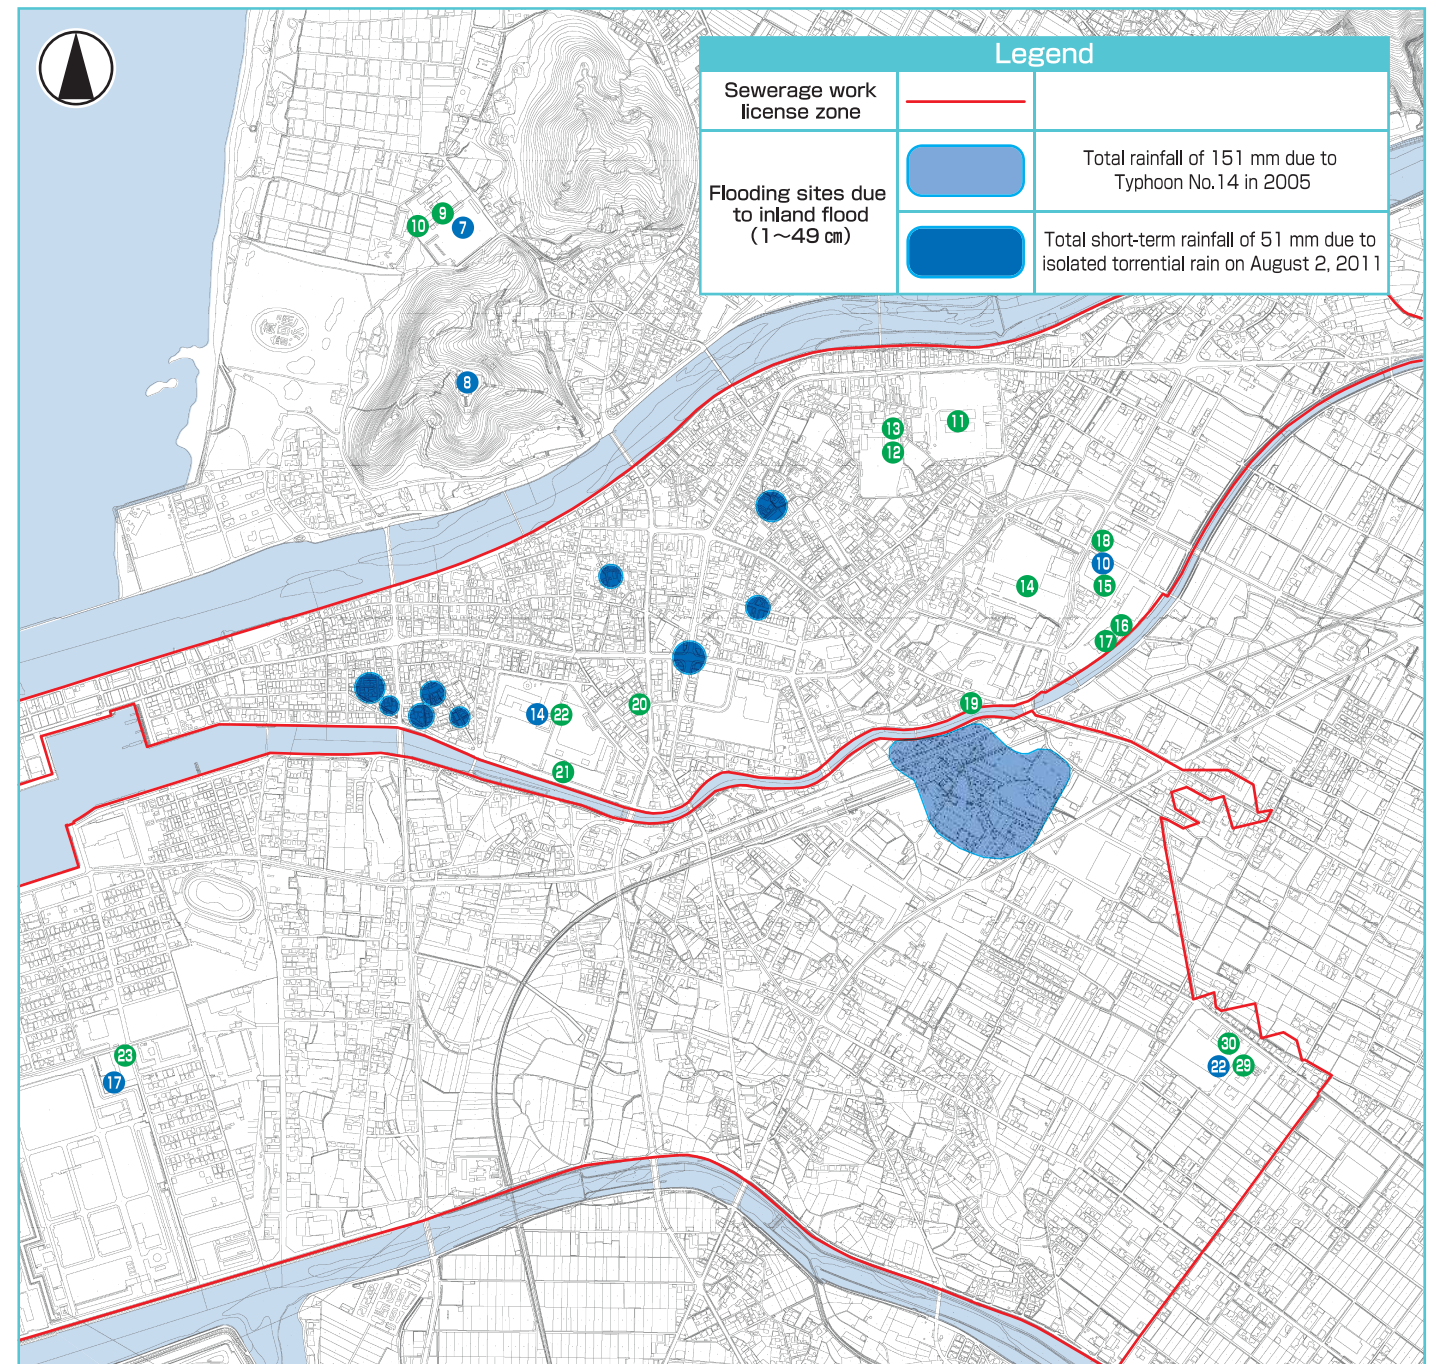 Legend
Sewerage work
license zone
Flooding sites due
to inland flood
(1～49 ㎝)
Total rainfall of 151 mm due to
Typhoon No.14 in 2005
Total short-term rainfall of 51 mm due to
isolated torrential rain on August 2, 2011
9
10
7
8
11
13
12
18
10
14
15
16
17
19
20
14
22
21
23
17
30
22
29